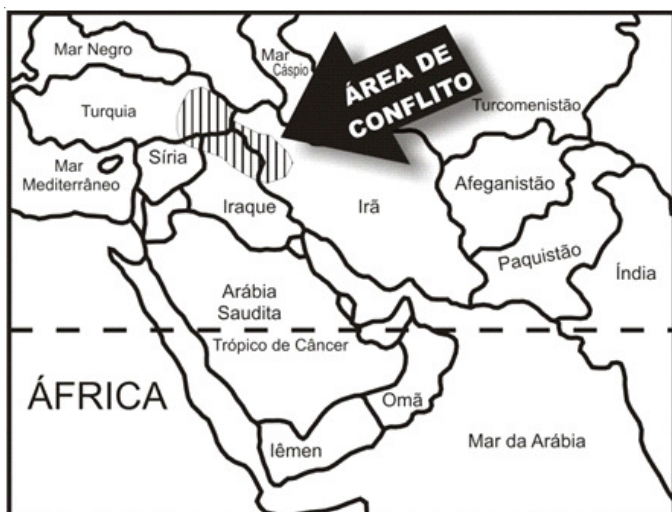 Mar Negro
Mar
Cáspio
ÁREA DE
CONFLITO
Turquia
Turcomenistão
Mar
Mediterrâneo
Síria
Iraque
Irã
Afeganistão
Paquistão
Índia
Arábia
Saudita
Trópico de Câncer
ÁFRICA
Omã
Iêmen
Mar da Arábia